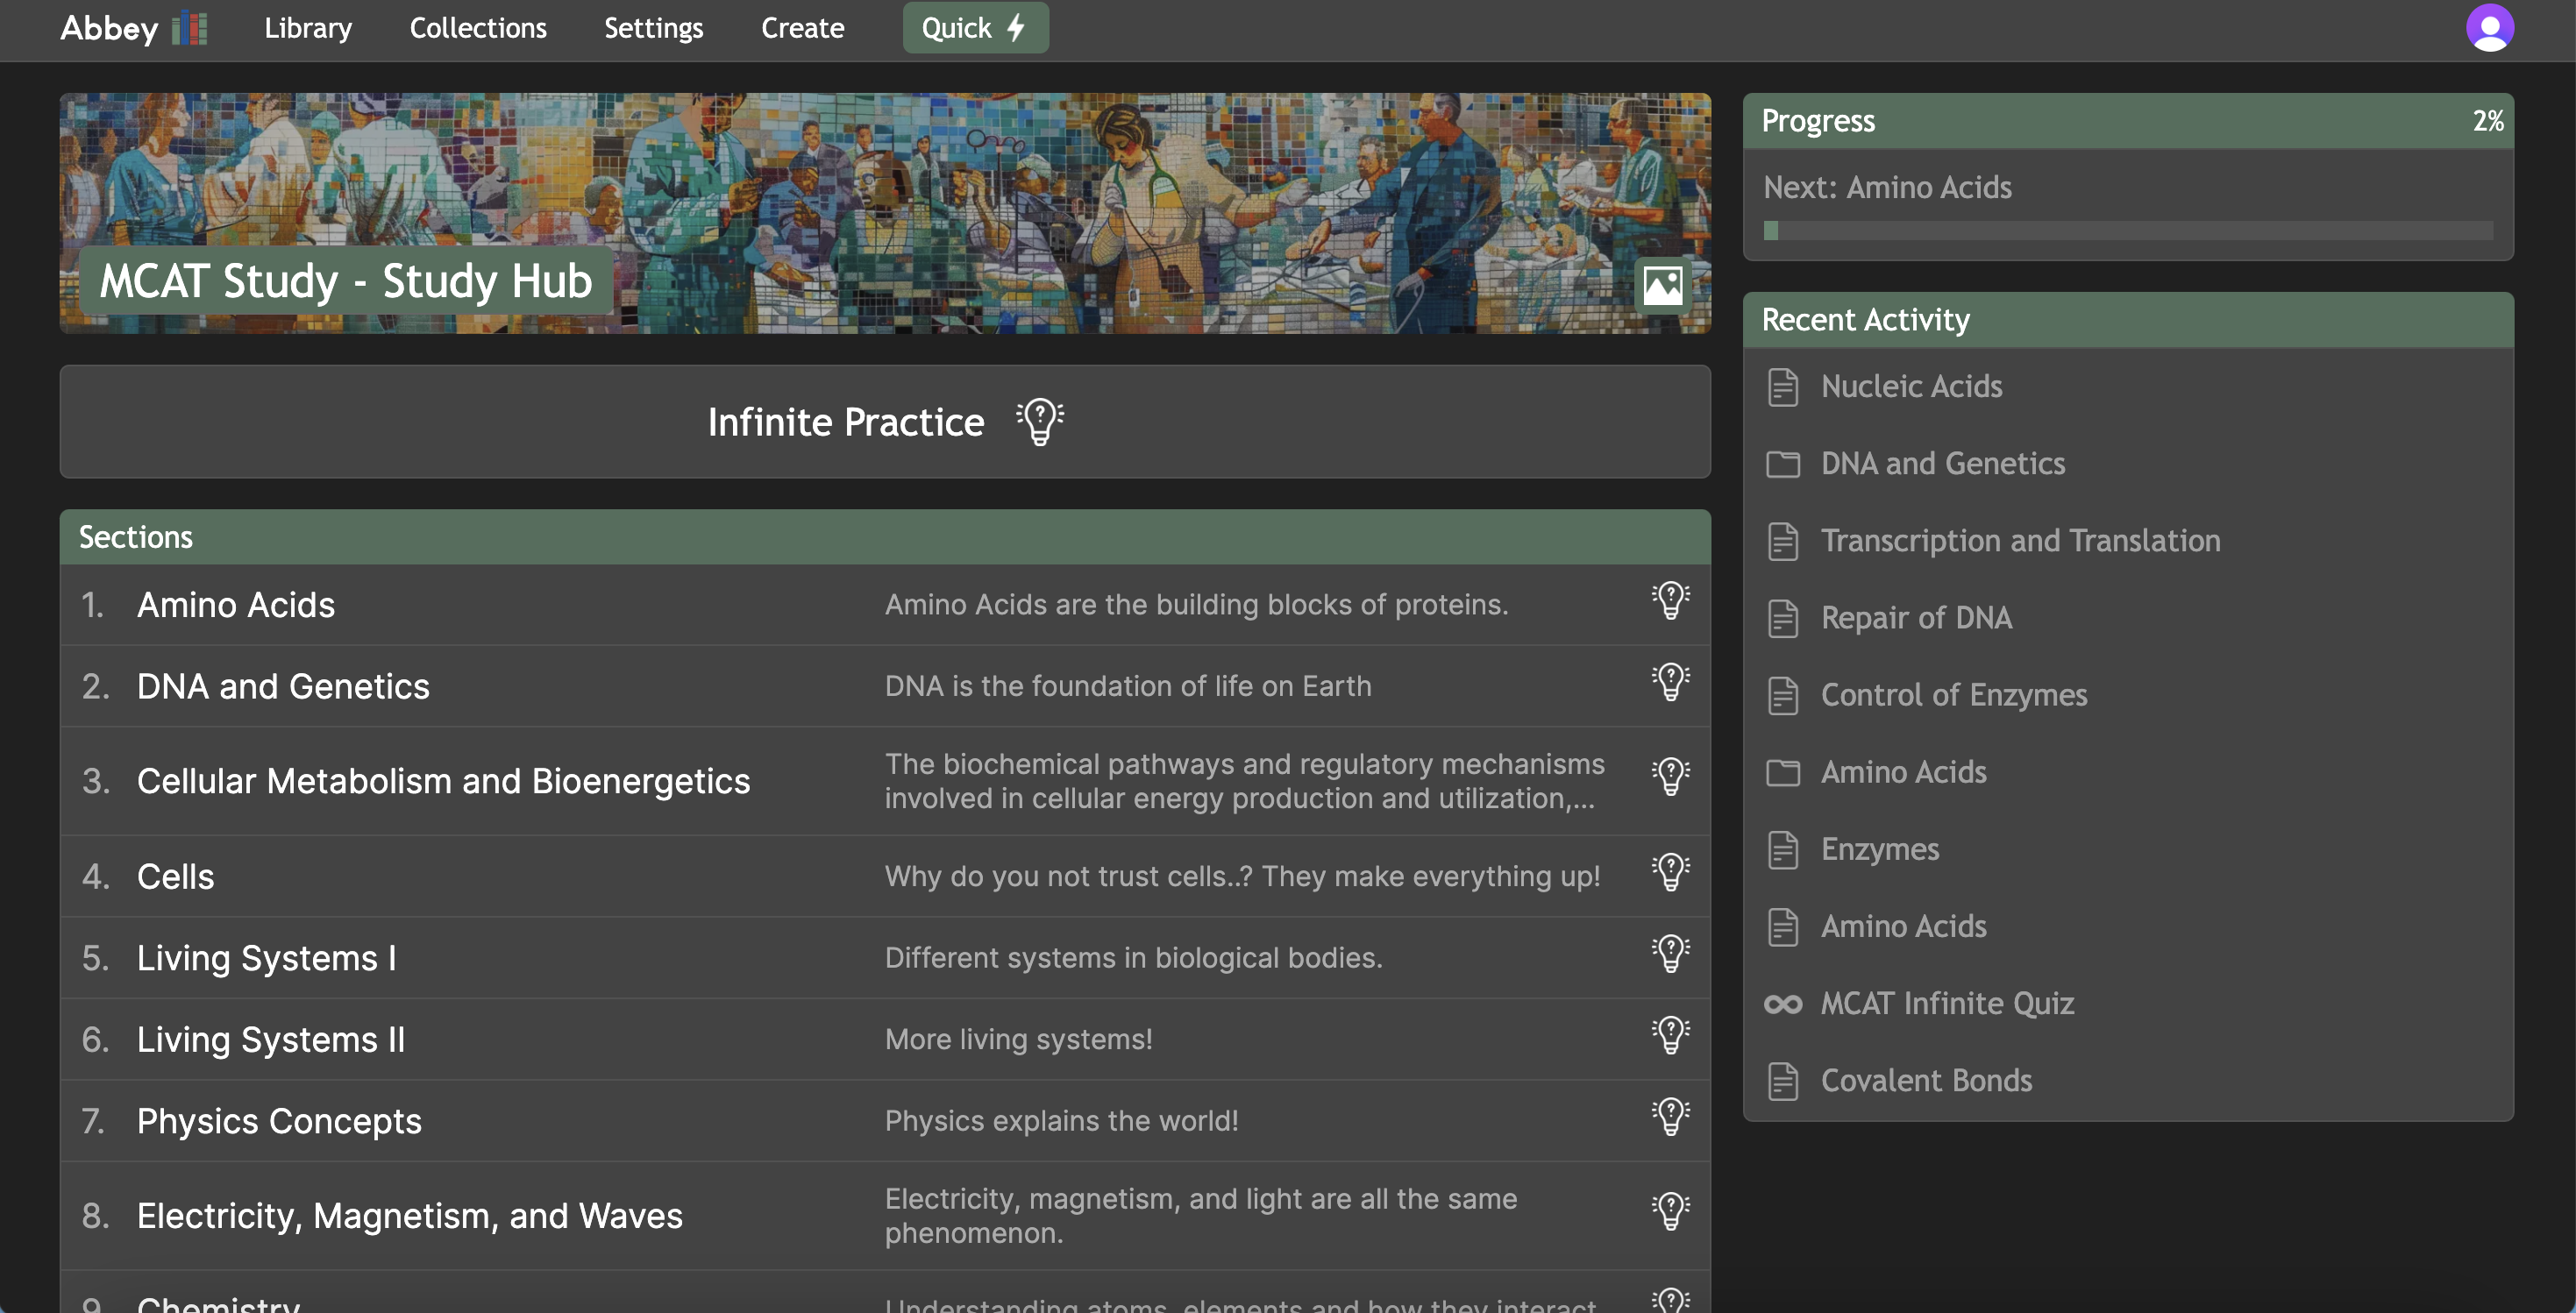 Abbey
Library
Collections
Settings
Create
Quick
MCAT Study - Study Hub
Infinite Practice
Sections
1. Amino Acids
Amino Acids are the building blocks of proteins.
2. DNA and Genetics
DNA is the foundation of life on Earth
3. Cellular Metabolism and Bioenergetics
The biochemical pathways and regulatory mechanisms
involved in cellular energy production and utilization,...
4. Cells
Why do you not trust cells..? They make everything up!
5. Living Systems I
Different systems in biological bodies.
6. Living Systems II
More living systems!
7. Physics Concepts
Physics explains the world!
8. Electricity, Magnetism, and Waves
Electricity, magnetism, and light are all the same
phenomenon.
9. Chemistry
Understanding atoms, elements and how they interact
Progress
2%
Next: Amino Acids
Recent Activity
Nucleic Acids
DNA and Genetics
Transcription and Translation
Repair of DNA
Control of Enzymes
Amino Acids
Enzymes
Amino Acids
MCAT Infinite Quiz
Covalent Bonds